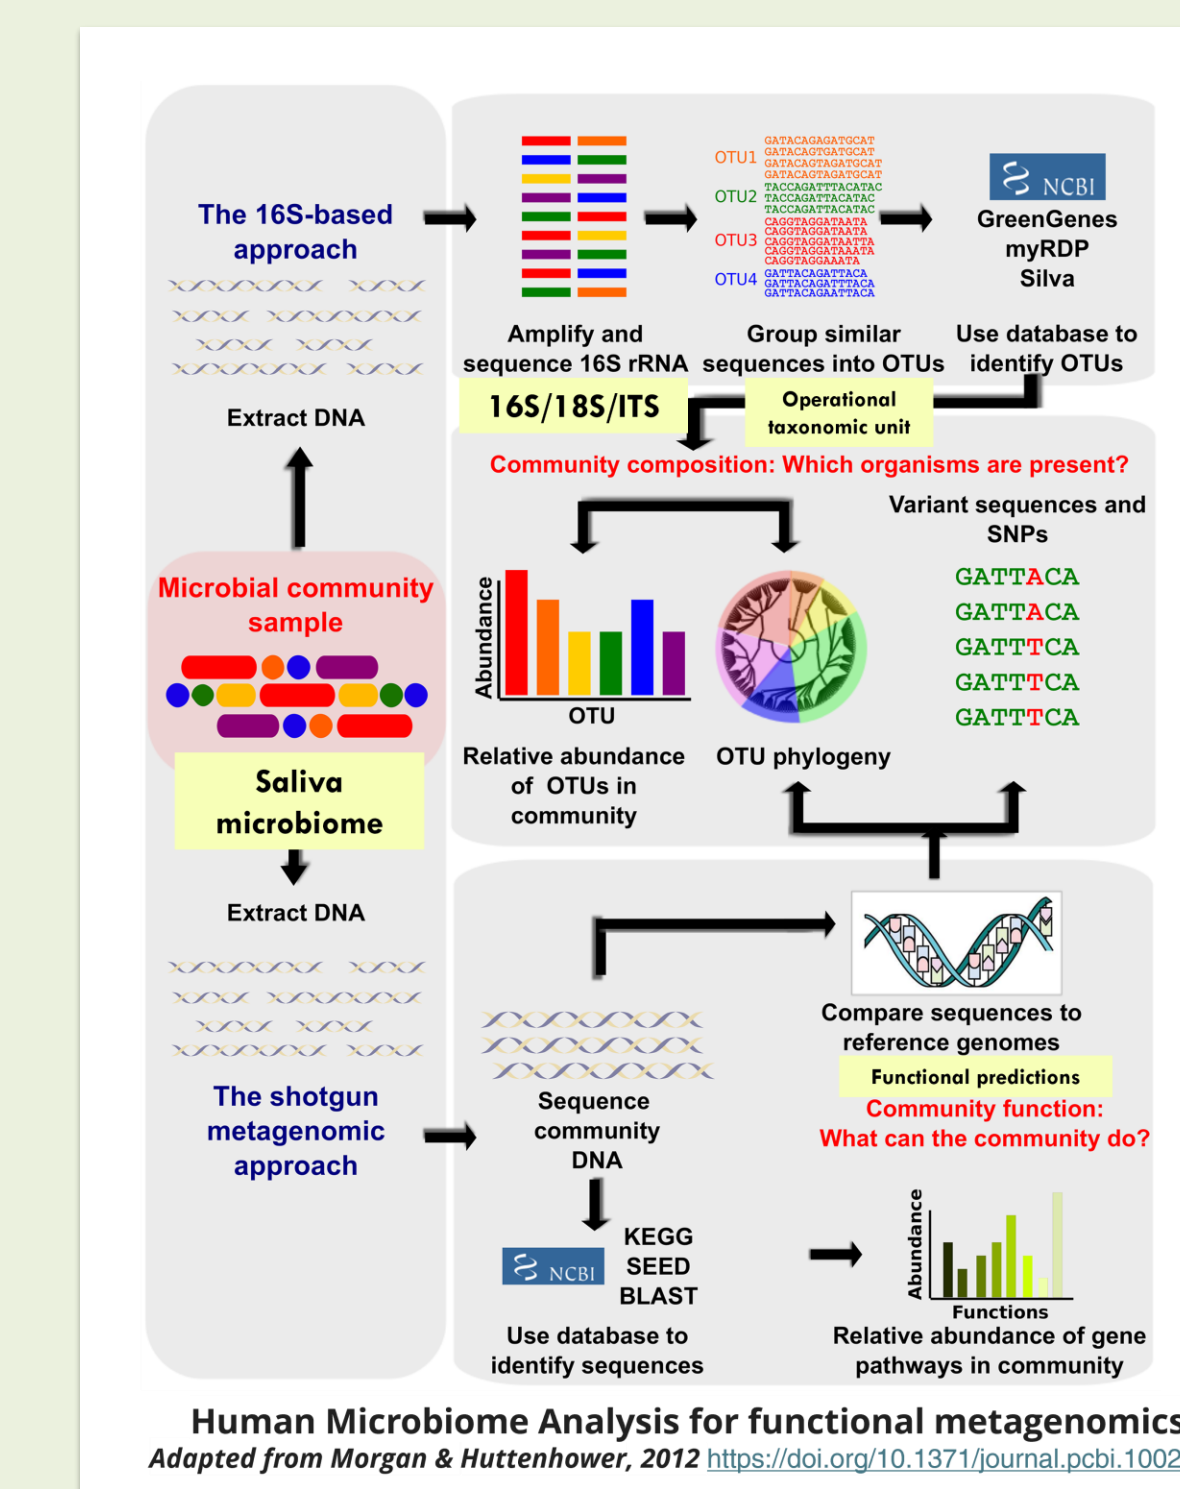 The 16S-based
approach
Extract DNA
Microbial community
sample
Saliva
microbiome
Extract DNA
The shotgun
metagenomic
approach
Amplify and
sequence 16S rRNA
16S/18S/ITS
OTU1
GATACAGAGATGCAT
GATACAGTGATGCAT
GATACAGTAGATGCAT
GATACAGTAGATGCAT
OTU2
TACCAGATTTACATAC
TACCAGATTACATAC
TACCAGATTACATAC
OTU3
CAGGTAGGATAATA
CAGGTAGGATAATA
CAGGTAGGATAATTA
CAGGTAGGATAAATA
CAGGTAGGAAATA
OTU4
GATTACAGATTACA
GATTACAGATTTACA
GATTACAGAATTACA
Group similar
sequences into OTUs
Operational
taxonomic unit
NCBI
GreenGenes
myRDP
Silva
Use database to
identify OTUs
Community composition: Which organisms are present?
Abundance
OTU
Relative abundance
of OTUs in
community
OTU phylogeny
Variant sequences and
SNPs
GATTACA
GATTACA
GATTTCA
GATTTCA
GATTTCA
Sequence
community
DNA
Compare sequences to
reference genomes
Functional predictions
Community function:
What can the community do?
NCBI
KEGG
SEED
BLAST
Use database to
identify sequences
Abundance
Functions
Relative abundance of gene
pathways in community
Human Microbiome Analysis for functional metagenomics
Adapted from Morgan & Huttenhower, 2012 https://doi.org/10.1371/journal.pcbi.1002